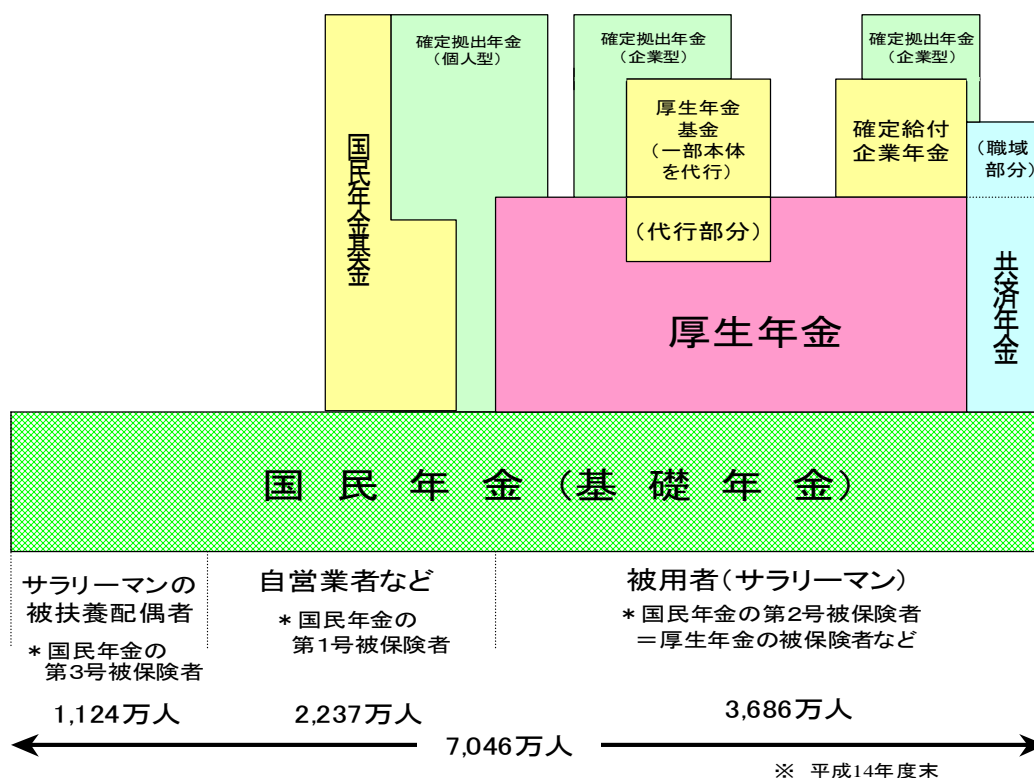 確定拠出年金
(個人型)
確定拠出年金
(企業型)
確定拠出年金
(企業型)
国民年金基金
厚生年金
基金
(一部本体
を代行)
確定給付
企業年金
(職域
部分)
(代行部分)
厚生年金
共済年金
国民年金(基礎年金)
サラリーマンの
被扶養配偶者
*国民年金の
第3号被保険者
1,124万人
自営業者など
*国民年金の
第1号被保険者
2,237万人
被用者(サラリーマン)
*国民年金の第2号被保険者
=厚生年金の被保険者など
3,686万人
7,046万人
※ 平成14年度末